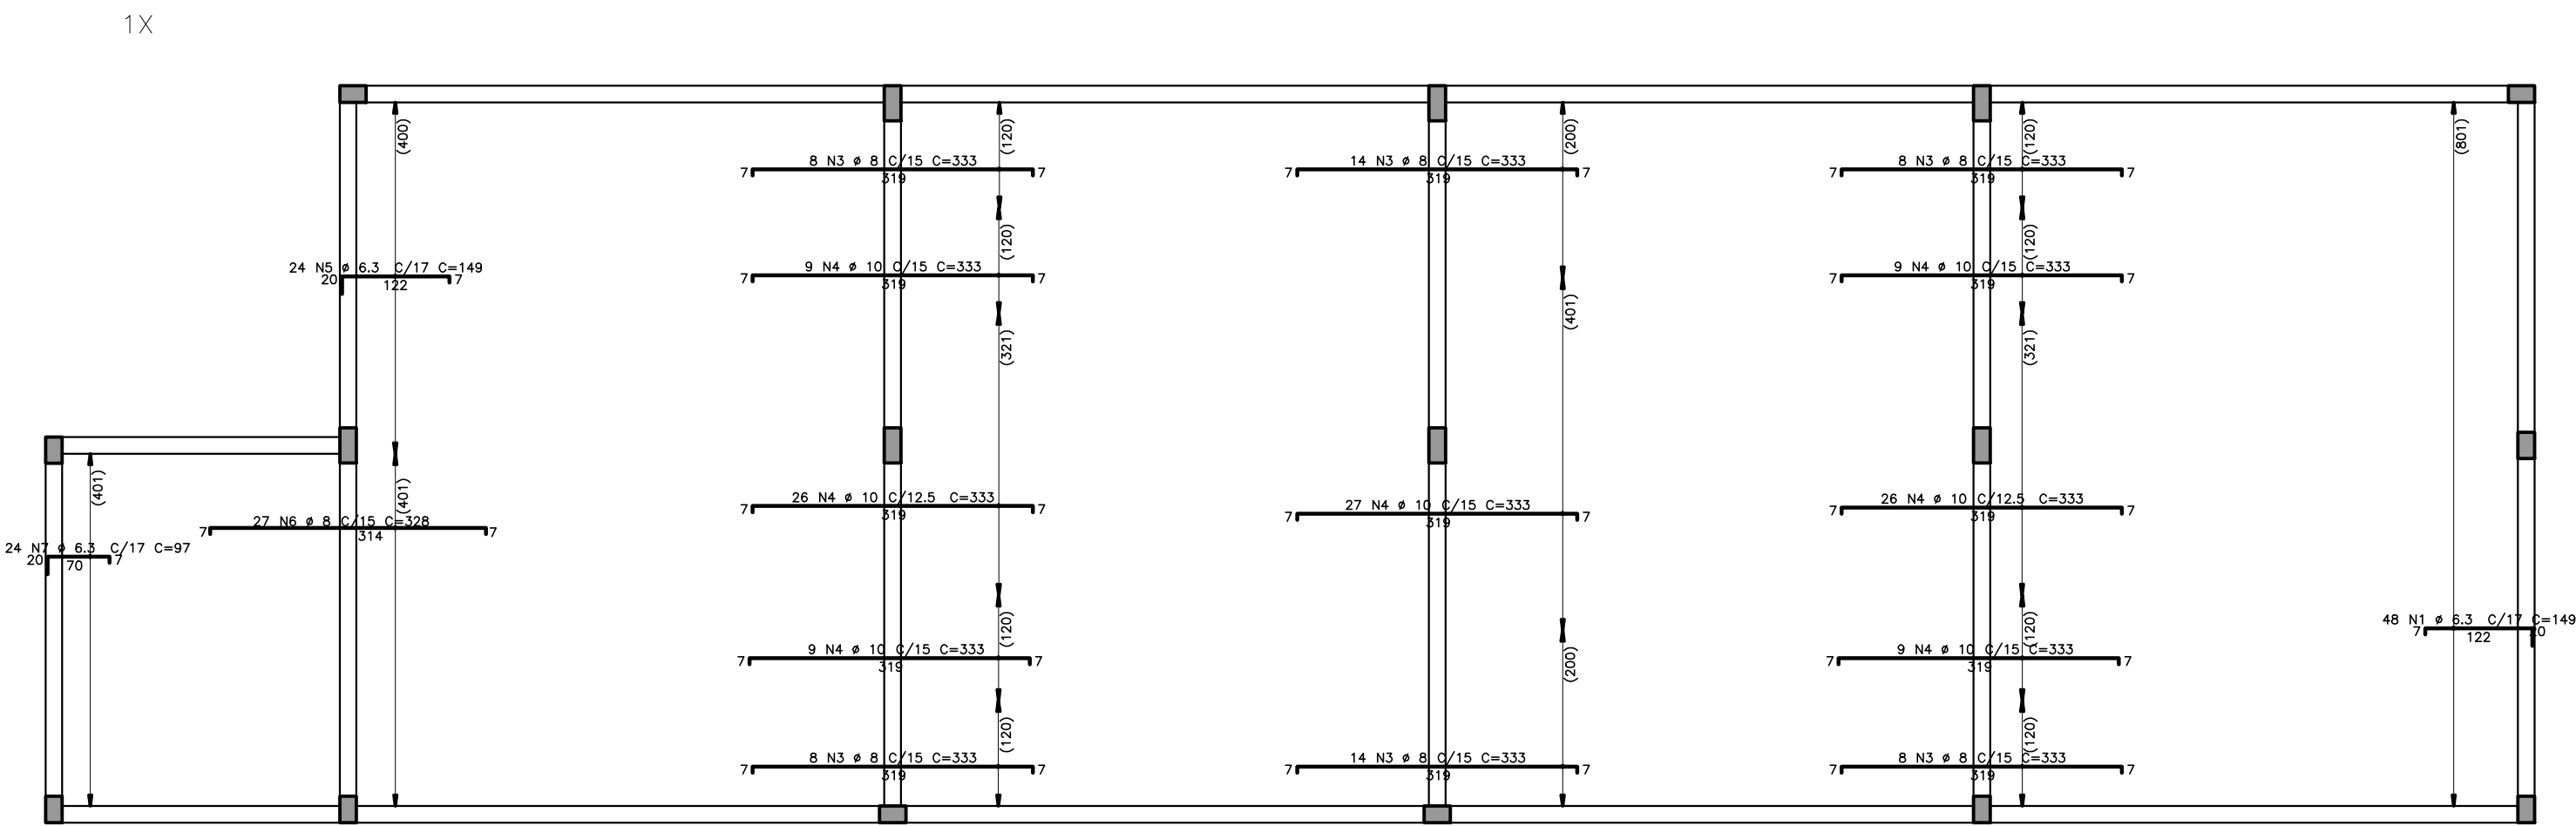 1X
(400)
(120)
(200)
(120)
(801)
8 N3 ø 8 C/15 C=333
7 319 7
14 N3 ø 8 C/15 C=333
7 319 7
8 N3 ø 8 C/15 C=333
7 319 7
(120)
(120)
24 N5 ø 6.3 C/17 C=149
20 122 7
9 N4 ø 10 C/15 C=333
7 319 7
9 N4 ø 10 C/15 C=333
7 319 7
(401)
(321)
(321)
(401)
(401)
26 N4 ø 10 C/12.5 C=333
7 319 7
27 N4 ø 10 C/15 C=333
7 319 7
26 N4 ø 10 C/12.5 C=333
7 319 7
27 N6 ø 8 C/15 C=328
7 314 7
24 N7 ø 6.3 C/17 C=97
20 70 7
(120)
(120)
48 N1 ø 6.3 C/17 C=149
7 122 20
9 N4 ø 10 C/15 C=333
7 319 7
(200)
9 N4 ø 10 C/15 C=333
7 319 7
(120)
(120)
8 N3 ø 8 C/15 C=333
7 319 7
14 N3 ø 8 C/15 C=333
7 319 7
8 N3 ø 8 C/15 C=333
7 319 7